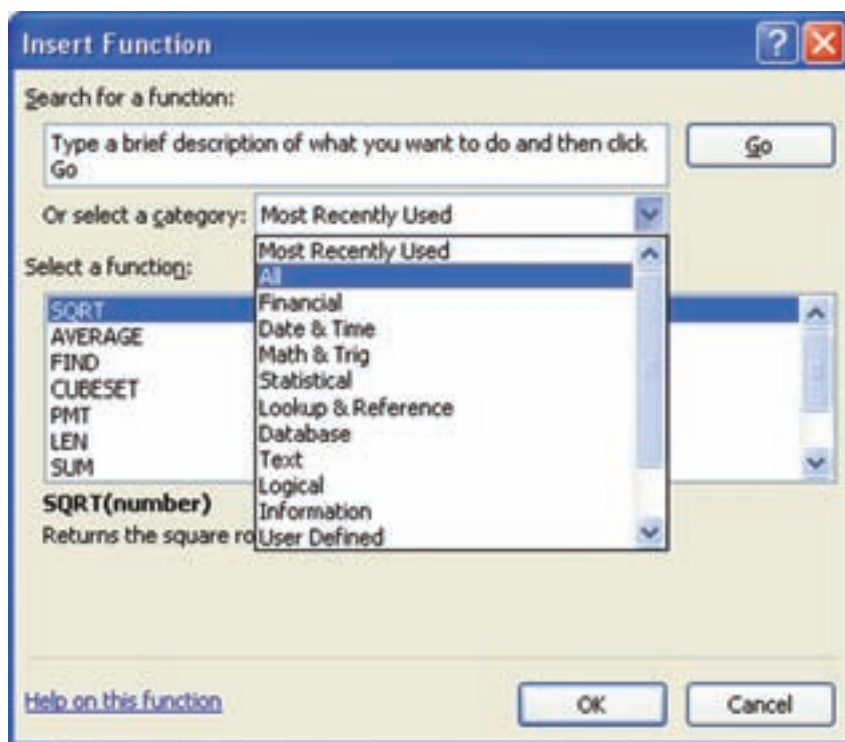 Insert Function
Search for a function:
Type a brief description of what you want to do and then click
Go
Go
Or select a category:
Most Recently Used
Most Recently Used
All
Financial
Date & Time
Math & Trig
Statistical
Lookup & Reference
Database
Text
Logical
Information
User Defined
Select a function:
SQRT
AVERAGE
FIND
CUBESET
PMT
LEN
SUM
SQRT(number)
Returns the square ro
Help on this function
OK
Cancel